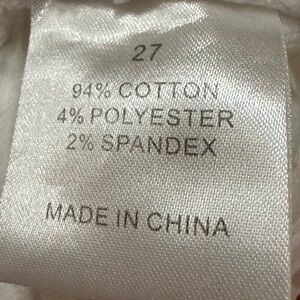 27
94% COTTON
4% POLYESTER
2% SPANDEX
MADE IN CHINA